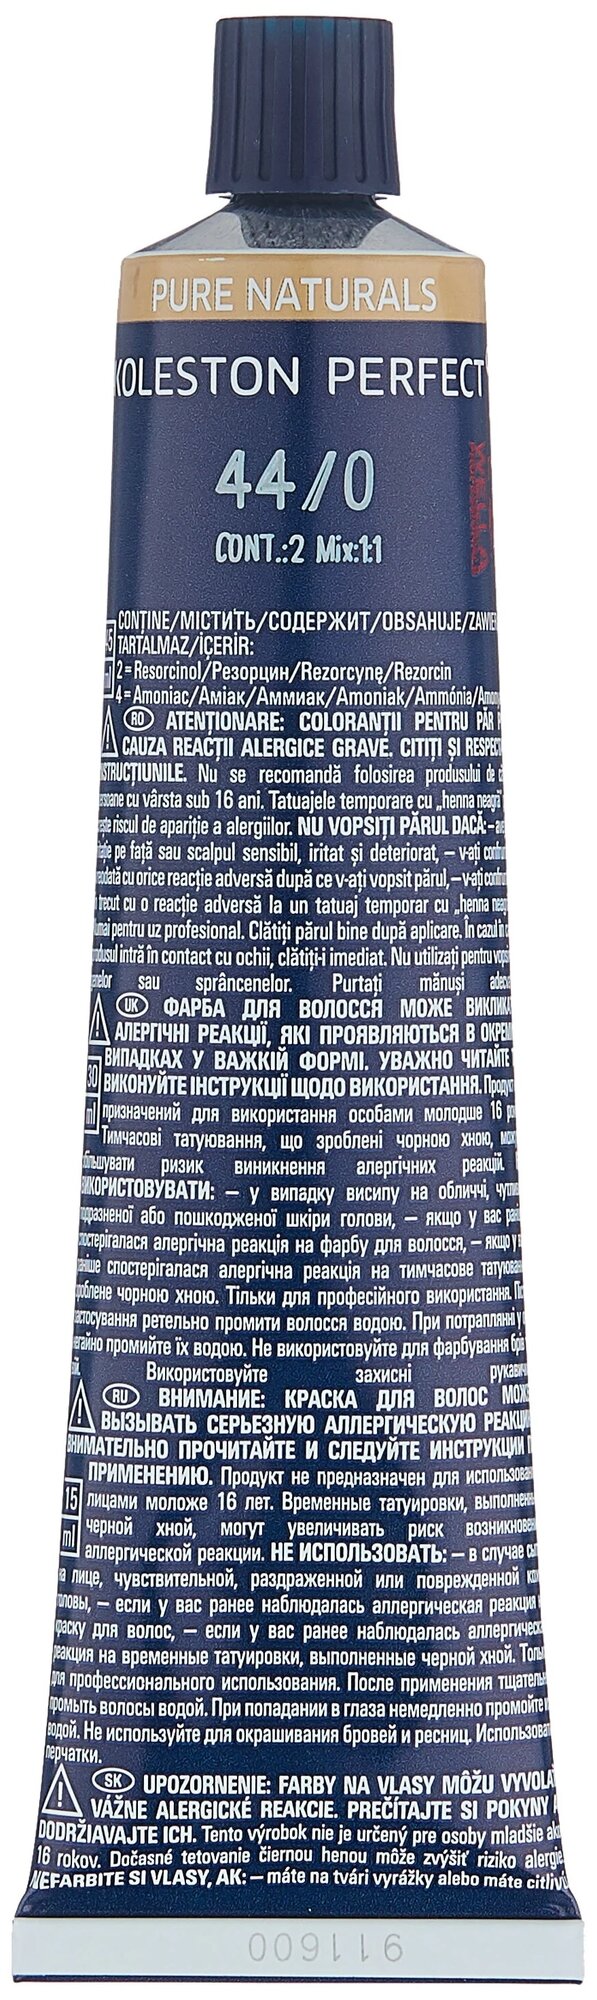 PURE NATURALS
KOLESTON PERFECT
44//0
CONT.:2 Mix:1:1
CONȚINE/МІСТИТЬ/СОДЕРЖИТ/OBSAHUJE/
TARTALMAZ/İÇERİR:
2 = Resorcinol/Резорцин/Rezorcynę/Rezorcin
4 = Amoniac/Аміак/Аммиак/Amoniak/Ammónia/
RO ATENȚIONARE: COLORANȚII PENTRU PĂR
CAUZA REACȚII ALERGICE GRAVE. CITIȚI ȘI
INSTRUCȚIUNILE. Nu se recomandă folosirea produsului de
persoane cu vârsta sub 16 ani. Tatuajele temporare cu „henna neagră"
riscul de apariție a alergiilor. NU VOPSIȚI PĂRUL DACĂ: –
pe față sau scalpul sensibil, iritat și deteriorat, – v-ați
cu orice reacție adversă după ce v-ați vopsit părul, – v-ați
trecut cu o reacție adversă la un tatuaj temporar cu „henna
pentru uz profesional. Clătiți părul bine după aplicare. În cazul în
produsul intră în contact cu ochii, clătiți-i imediat. Nu utilizați pentru
sau sprâncenelor. Purtați mănuși
UK ФАРБА ДЛЯ ВОЛОССЯ МОЖЕ
АЛЕРГІЧНІ РЕАКЦІЇ, ЯКІ ПРОЯВЛЯЮТЬСЯ В
ВИПАДКАХ У ВАЖКІЙ ФОРМІ. УВАЖНО ЧИТАЙТЕ
30 ВИКОНУЙТЕ ІНСТРУКЦІЇ ЩОДО ВИКОРИСТАННЯ. Продукт
ml призначений для використання особами молодше 16
Тимчасові татуювання, що зроблені чорною хною,
збільшувати ризик виникнення алергічних реакцій.
ВИКОРИСТОВУВАТИ: – у випадку висипу на обличчі,
подразненої або пошкодженої шкіри голови, – якщо у вас
спостерігалася алергічна реакція на фарбу для волосся, – якщо у
раніше спостерігалася алергічна реакція на тимчасове
зроблене чорною хною. Тільки для професійного використання.
застосування ретельно промити волосся водою. При потраплянні у
негайно промийте їх водою. Не використовуйте для фарбування
Використовуйте захисні
RU ВНИМАНИЕ: КРАСКА ДЛЯ ВОЛОС
ВЫЗЫВАТЬ СЕРЬЕЗНУЮ АЛЛЕРГИЧЕСКУЮ
ВНИМАТЕЛЬНО ПРОЧИТАЙТЕ И СЛЕДУЙТЕ ИНСТРУКЦИИ
ПРИМЕНЕНИЮ. Продукт не предназначен для
15 лицами моложе 16 лет. Временные татуировки,
ml черной хной, могут увеличивать риск
аллергической реакции. НЕ ИСПОЛЬЗОВАТЬ: – в случае
на лице, чувствительной, раздраженной или поврежденной
головы, – если у вас ранее наблюдалась аллергическая реакция
краску для волос, – если у вас ранее наблюдалась
реакция на временные татуировки, выполненные черной хной.
для профессионального использования. После применения
промыть волосы водой. При попадании в глаза немедленно
водой. Не используйте для окрашивания бровей и ресниц.
перчатки.
SK UPOZORNENIE: FARBY NA VLASY MÔŽU
VÁŽNE ALERGICKÉ REAKCIE. PREČÍTAJTE SI POKYNY A
DODRŽIAVAJTE ICH. Tento výrobok nie je určený pre osoby mladšie ako
16 rokov. Dočasné tetovanie čiernou henou môže zvýšiť riziko
NEFARBITE SI VLASY, AK: – máte na tvári vyrážky alebo máte
911600